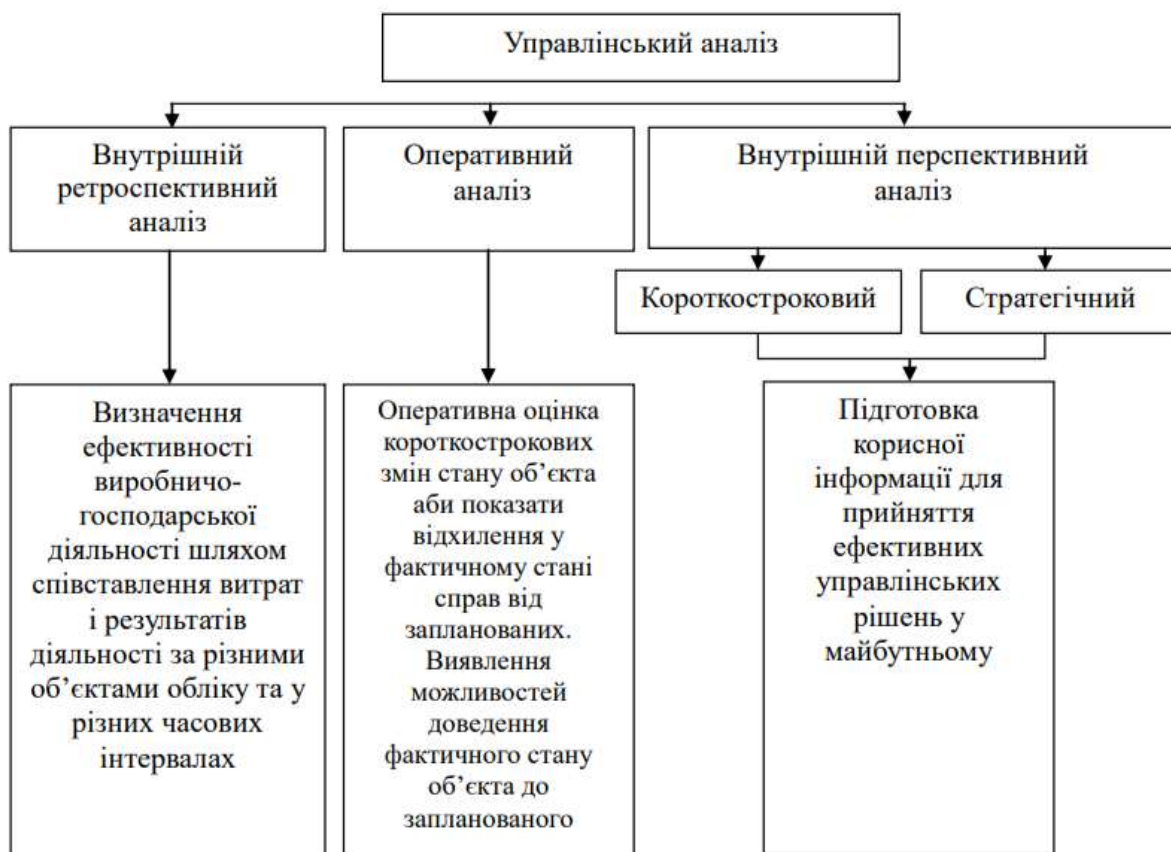 Управлінський аналіз
Внутрішній
ретроспективний
аналіз
Оперативний
аналіз
Внутрішній перспективний
аналіз
Короткостроковий
Стратегічний
Визначення
ефективності
виробничо-
господарської
діяльності шляхом
співставлення витрат
і результатів
діяльності за різними
об’єктами обліку та у
різних часових
інтервалах
Оперативна оцінка
короткострокових
змін стану об’єкта
аби показати
відхилення у
фактичному стані
справ від
запланованих.
Виявлення
можливостей
доведення
фактичного стану
об’єкта до
запланованого
Підготовка
корисної
інформації для
прийняття
ефективних
управлінських
рішень у
майбутньому